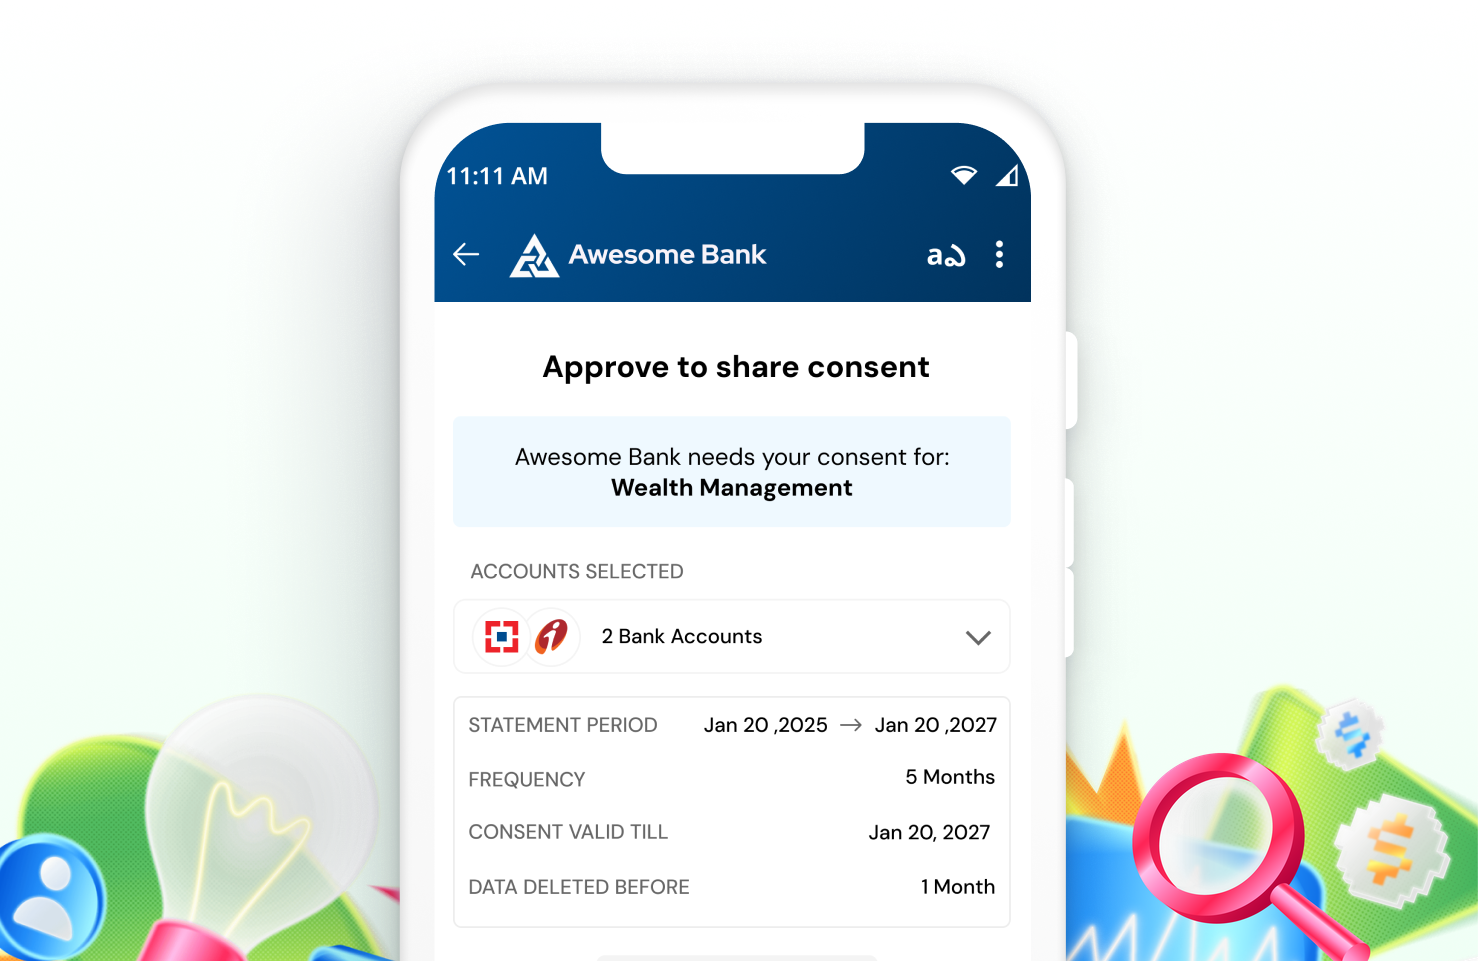 11:11 AM
Awesome Bank
Approve to share consent
Awesome Bank needs your consent for:
Wealth Management
ACCOUNTS SELECTED
2 Bank Accounts
STATEMENT PERIOD Jan 20 ,2025 → Jan 20 ,2027
FREQUENCY 5 Months
CONSENT VALID TILL Jan 20, 2027
DATA DELETED BEFORE 1 Month